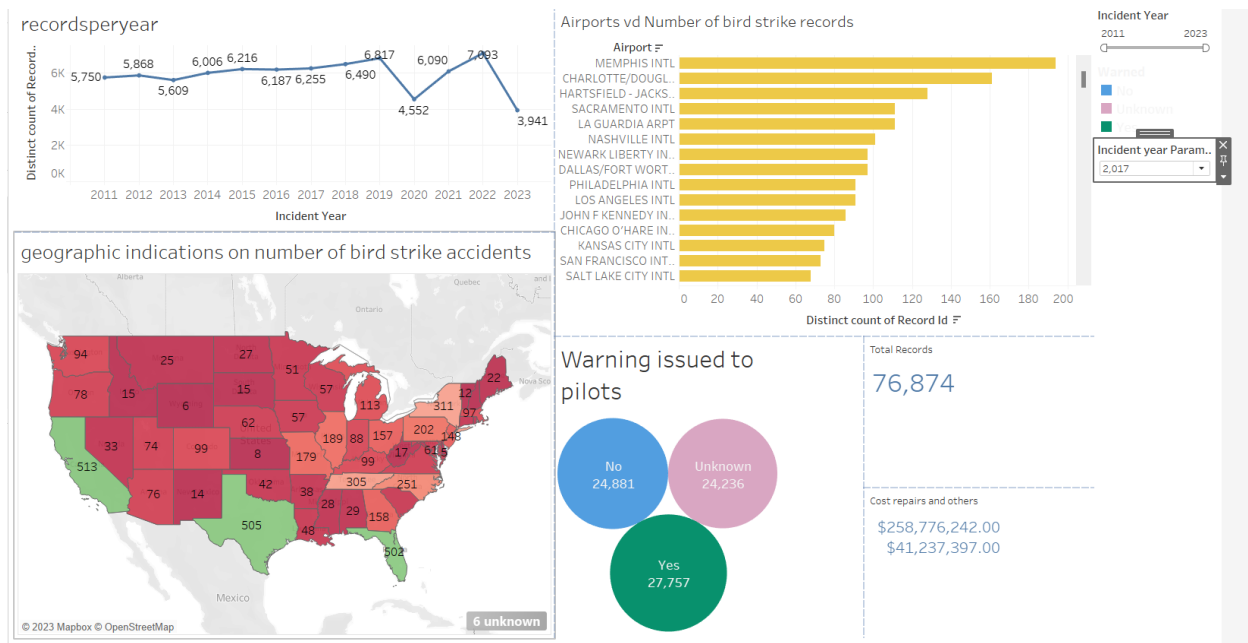 recordsperyear
Distinct count of Record..
6K
4K
2K
0K
5,750
5,868
5,609
6,006
6,216
6,187
6,255
6,490
6,817
4,552
6,090
7,093
3,941
2011 2012 2013 2014 2015 2016 2017 2018 2019 2020 2021 2022 2023
Incident Year
Airports vd Number of bird strike records
Airport
MEMPHIS INTL
CHARLOTTE/DOUGL..
HARTSFIELD - JACKS..
SACRAMENTO INTL
LA GUARDIA ARPT
NASHVILLE INTL
NEWARK LIBERTY IN..
DALLAS/FORT WORT..
PHILADELPHIA INTL
LOS ANGELES INTL
JOHN F KENNEDY IN..
CHICAGO O'HARE IN..
KANSAS CITY INTL
SAN FRANCISCO INT..
SALT LAKE CITY INTL
0 20 40 60 80 100 120 140 160 180 200
Distinct count of Record Id
Incident Year
2011 2023
Warned
No
Unknown
Incident year Param..
2,017
geographic indications on number of bird strike accidents
Alberta
Quebec
and
Ontario
Nova Sco
United
States
Mexico
94
25
27
51
57
113
311
12
22
97
78
15
6
15
57
62
202
148
513
33
74
99
8
179
189
88
157
17
61
5
99
305
251
76
14
42
38
28
29
158
505
48
502
© 2023 Mapbox © OpenStreetMap
6 unknown
Warning issued to
pilots
No
24,881
Unknown
24,236
Yes
27,757
Total Records
76,874
Cost repairs and others
$258,776,242.00
$41,237,397.00